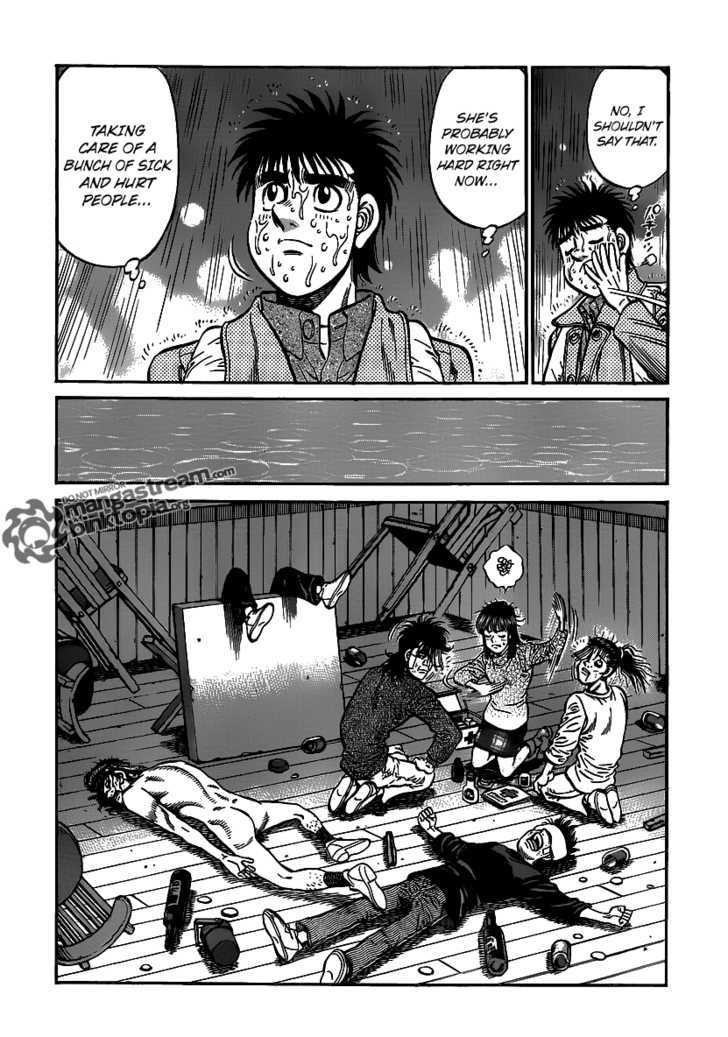 NO, I
SHOULDN'T
SAY THAT.
SHE'S
PROBABLY
WORKING
HARD RIGHT
NOW...
TAKING
CARE OF A
BUNCH OF SICK
AND HURT
PEOPLE...
DO NOT MIRROR
mangastream.com
binktopia.org